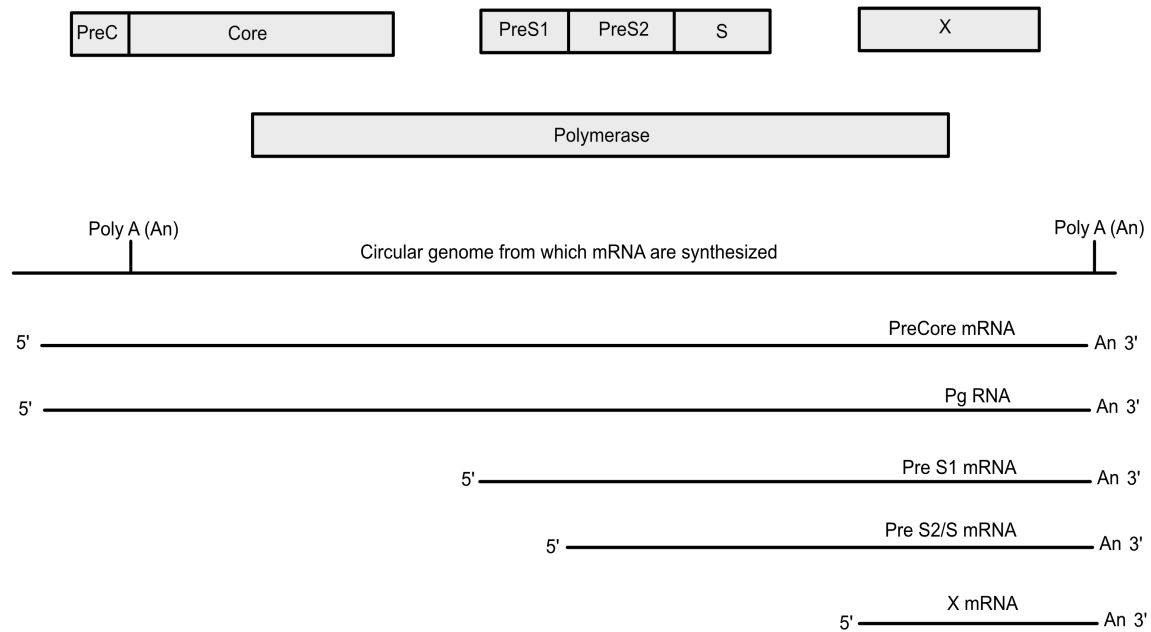 PreC Core PreS1 PreS2 S X
Polymerase
Poly A (An) Poly A (An)
Circular genome from which mRNA are synthesized
PreCore mRNA
5' An 3'
Pg RNA
5' An 3'
Pre S1 mRNA
5' An 3'
Pre S2/S mRNA
5' An 3'
X mRNA
5' An 3'